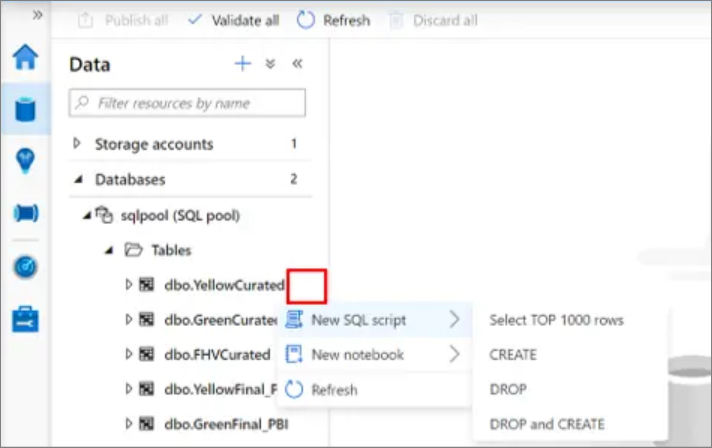 Publish all Validate all Refresh Discard all
Data
Filter resources by name
Storage accounts 1
Databases 2
sqlpool (SQL pool)
Tables
dbo.YellowCurated
dbo.GreenCurated New SQL script Select TOP 1000 rows
dbo.FHVCurated New notebook CREATE
dbo.YellowFinal_P Refresh DROP
dbo.GreenFinal_PBI DROP and CREATE